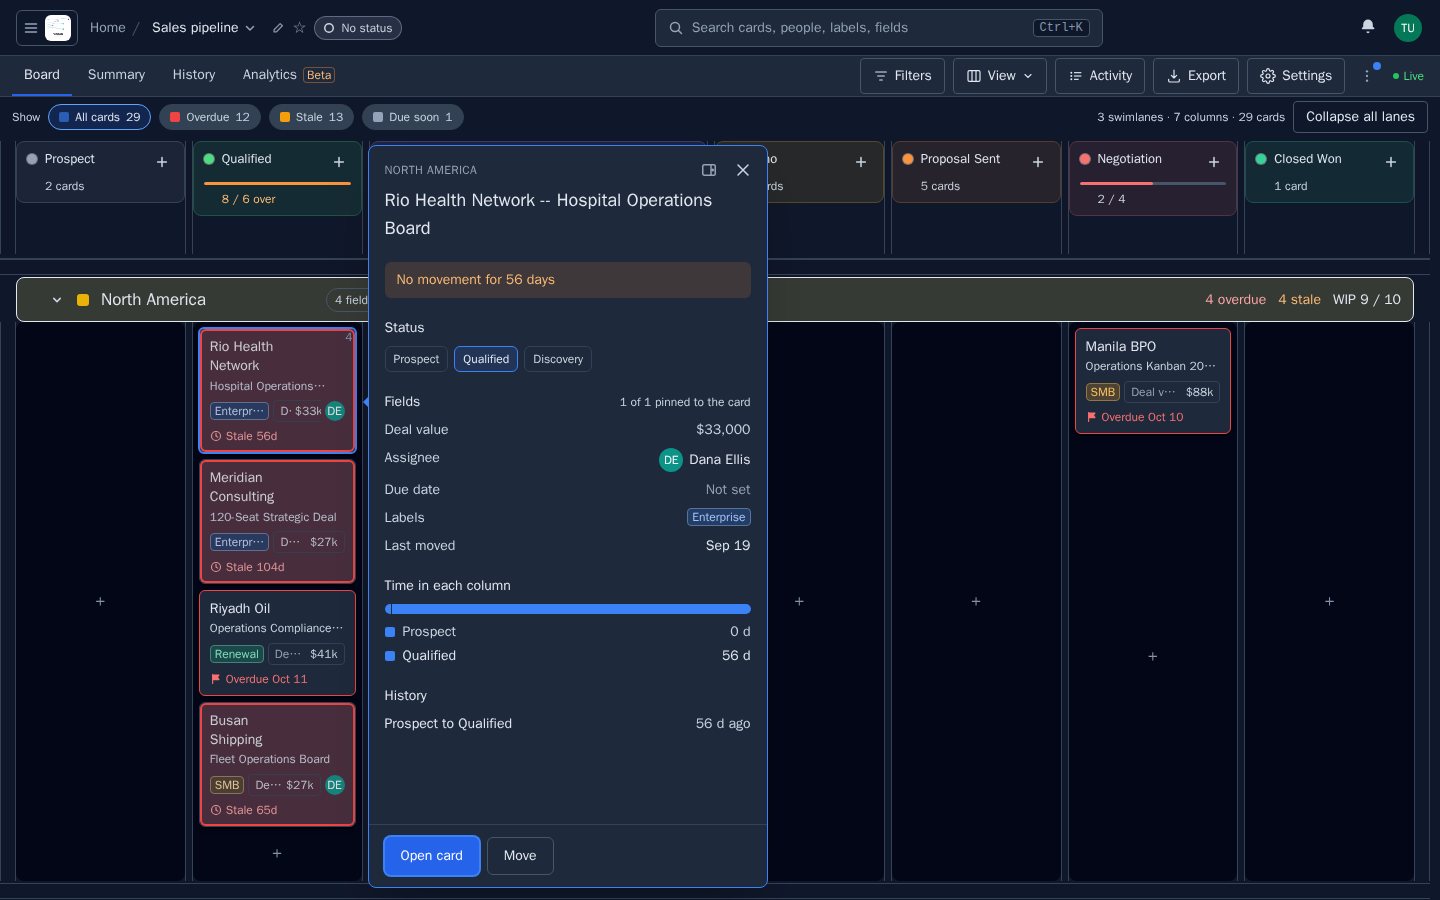 Home / Sales pipeline No status
Search cards, people, labels, fields Ctrl+K
TU
Board Summary History Analytics Beta
Filters View Activity Export Settings Live
Show All cards 29 Overdue 12 Stale 13 Due soon 1
3 swimlanes · 7 columns · 29 cards Collapse all lanes
Prospect
2 cards
Qualified
8 / 6 over
Proposal Sent
5 cards
Negotiation
2 / 4
Closed Won
1 card
North America
4 overdue 4 stale WIP 9 / 10
Rio Health
Network
4
Hospital Operations···
Enterpr··· D· $33k DE
Stale 56d
Meridian
Consulting
120-Seat Strategic Deal
Enterpr··· D··· $27k
Stale 104d
Riyadh Oil
Operations Compliance···
Renewal De··· $41k
Overdue Oct 11
Busan
Shipping
Fleet Operations Board
SMB De··· $27k DE
Stale 65d
NORTH AMERICA
Rio Health Network -- Hospital Operations
Board
No movement for 56 days
Status
Prospect Qualified Discovery
Fields 1 of 1 pinned to the card
Deal value $33,000
Assignee DE Dana Ellis
Due date Not set
Labels Enterprise
Last moved Sep 19
Time in each column
Prospect 0 d
Qualified 56 d
History
Prospect to Qualified 56 d ago
Open card Move
Manila BPO
Operations Kanban 20···
SMB Deal v··· $88k
Overdue Oct 10